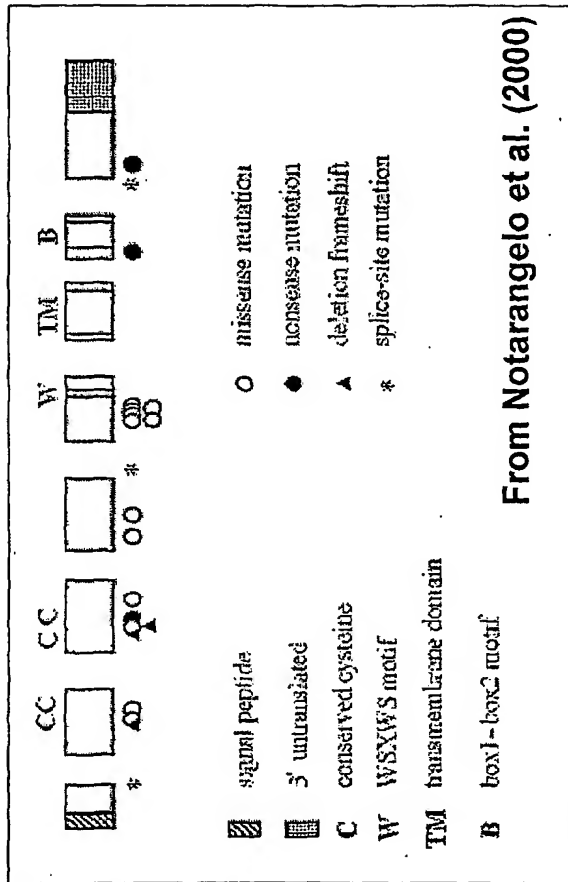 CC
C C
W
TM
B
signal peptide
3' untranslated
C conserved cysteine
W WSXWS motif
TM transmembrane domain
B box1-box2 motif
missense mutation
nonsense mutation
deletion frameshift
* splice-site mutation
From Notarangelo et al. (2000)